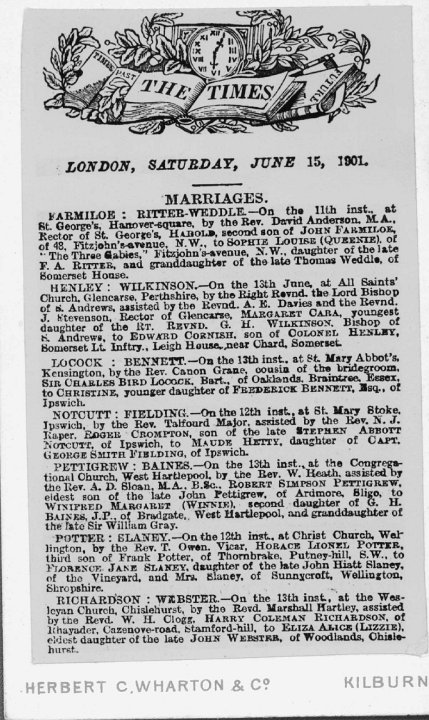 TIMES
PAST
THE TIMES
FUTURE
LONDON, SATURDAY, JUNE 15, 1901.
MARRIAGES.
FARMILOE : RITTER-WEDDLE.—On the 11th inst., at
St. George's, Hanover-square, by the Rev. David Anderson, M.A.,
Rector of St. George's, HAROLD, second son of JOHN FARMILOE,
of 48, Fitzjohn's-avenue, N.W., to SOPHIE LOUISE (QUEENIE), of
"The Three Gables," Fitzjohn's-avenue, N.W., daughter of the late
F. A. RITTER, and granddaughter of the late Thomas Weddle, of
Somerset House.
HENLEY : WILKINSON.—On the 13th June, at All Saints'
Church, Glencarse, Perthshire, by the Right Revnd. the Lord Bishop
of S. Andrews, assisted by the Revnd. A. E. Davies and the Revnd.
J. Stevenson, Rector of Glencarse, MARGARET CARA, youngest
daughter of the RT. REVND. G. H. WILKINSON, Bishop of
S. Andrews, to EDWARD CORNISH, son of COLONEL HENLEY,
Somerset Lt. Inftry., Leigh House, near Chard, Somerset.
LOCOCK : BENNETT.—On the 13th inst., at St. Mary Abbot's,
Kensington, by the Rev. Canon Grane, cousin of the bridegroom,
SIR CHARLES BIRD LOCOCK, Bart., of Oaklands, Braintree, Essex,
to CHRISTINE, younger daughter of FREDERICK BENNETT, Esq., of
Ipswich.
NOTCUTT : FIELDING.—On the 12th inst., at St. Mary Stoke,
Ipswich, by the Rev. Talfourd Major, assisted by the Rev. N. J.
Raper, EDGER CROMPTON, son of the late STEPHEN ABBOTT
NOTCUTT, of Ipswich, to MAUDE HETTY, daughter of CAPT.
GEORGE SMITH FIELDING, of Ipswich.
PETTIGREW : BAINES.—On the 13th inst., at the Congrega-
tional Church, West Hartlepool, by the Rev. W. Heath, assisted by
the Rev. A. D. Sloan, M.A., B.Sc., ROBERT SIMPSON PETTIGREW,
eldest son of the late John Pettigrew, of Ardmore, Sligo, to
WINIFRED MARGARET (WINNIE), second daughter of G. H.
BAINES, J.P., of Bradgate, West Hartlepool, and granddaughter of
the late Sir William Gray.
POTTER : SLANEY.—On the 12th inst., at Christ Church, Wel-
lington, by the Rev. T. Owen, Vicar, HORACE LIONEL POTTER,
third son of Frank Potter, of Thornbrake, Putney-hill, S.W., to
FLORENCE JANE SLANEY, daughter of the late John Hiatt Slaney,
of the Vineyard, and Mrs. Slaney, of Sunnycroft, Wellington,
Shropshire.
RICHARDSON : WEBSTER.—On the 13th inst., at the Wes-
leyan Church, Chislehurst, by the Revd. Marshall Hartley, assisted
by the Revd. W. H. Clogg, HARRY COLEMAN RICHARDSON, of
Rhayader, Cazenove-road, Stamford-hill, to ELIZA ALICE (LIZZIE),
eldest daughter of the late JOHN WEBSTER, of Woodlands, Chisle-
hurst.
HERBERT C. WHARTON & Co KILBURN